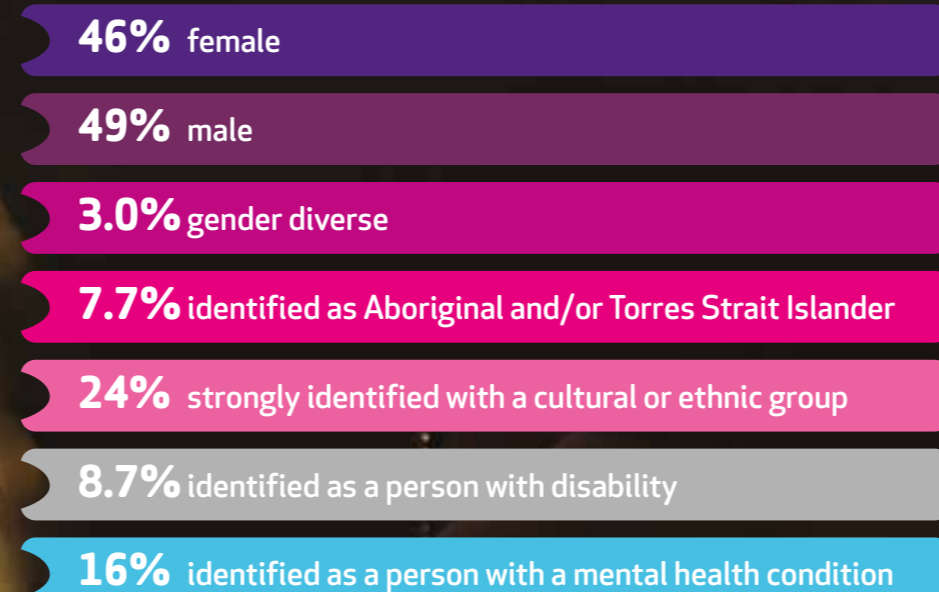 46% female
49% male
3.0% gender diverse
7.7% identified as Aboriginal and/or Torres Strait Islander
24% strongly identified with a cultural or ethnic group
8.7% identified as a person with disability
16% identified as a person with a mental health condition